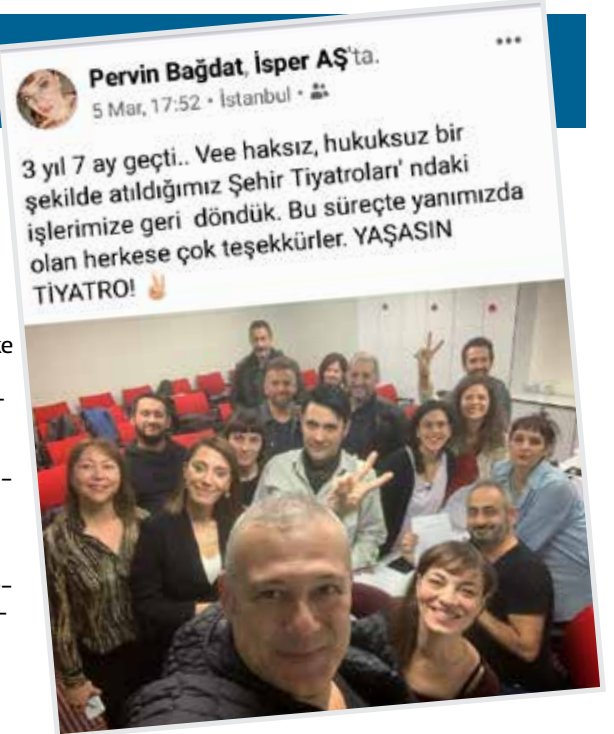 Pervin Bağdat, İsper AŞ'ta.
5 Mar, 17:52 · İstanbul ·
3 yıl 7 ay geçti.. Vee haksız, hukuksuz bir
şekilde atıldığımız Şehir Tiyatroları' ndaki
işlerimize geri döndük. Bu süreçte yanımızda
olan herkese çok teşekkürler. YAŞASIN
TİYATRO! ✌